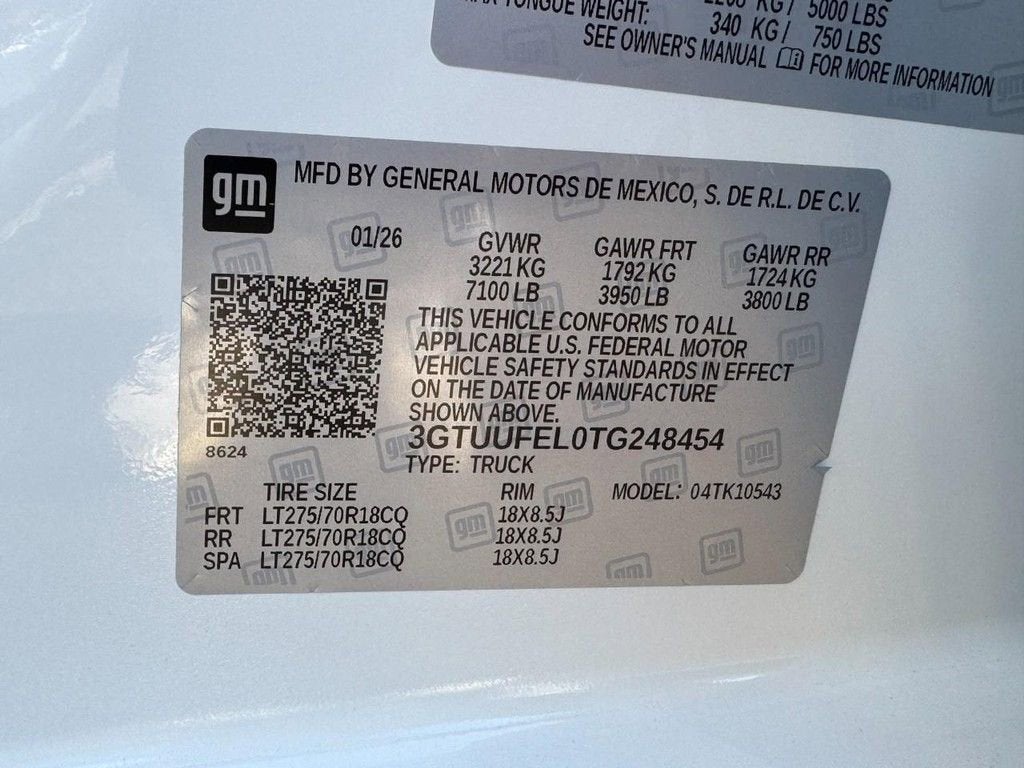 MAX TONGUE WEIGHT:
KG / 5000 LBS
340 KG / 750 LBS
SEE OWNER'S MANUAL FOR MORE INFORMATION
gm
MFD BY GENERAL MOTORS DE MEXICO, S. DE R.L. DE C.V.
01/26 GVWR GAWR FRT GAWR RR
3221 KG 1792 KG 1724 KG
7100 LB 3950 LB 3800 LB
THIS VEHICLE CONFORMS TO ALL
APPLICABLE U.S. FEDERAL MOTOR
VEHICLE SAFETY STANDARDS IN EFFECT
ON THE DATE OF MANUFACTURE
SHOWN ABOVE.
3GTUUFEL0TG248454
8624
TYPE: TRUCK
TIRE SIZE RIM MODEL: 04TK10543
FRT LT275/70R18CQ 18X8.5J
RR LT275/70R18CQ 18X8.5J
SPA LT275/70R18CQ 18X8.5J